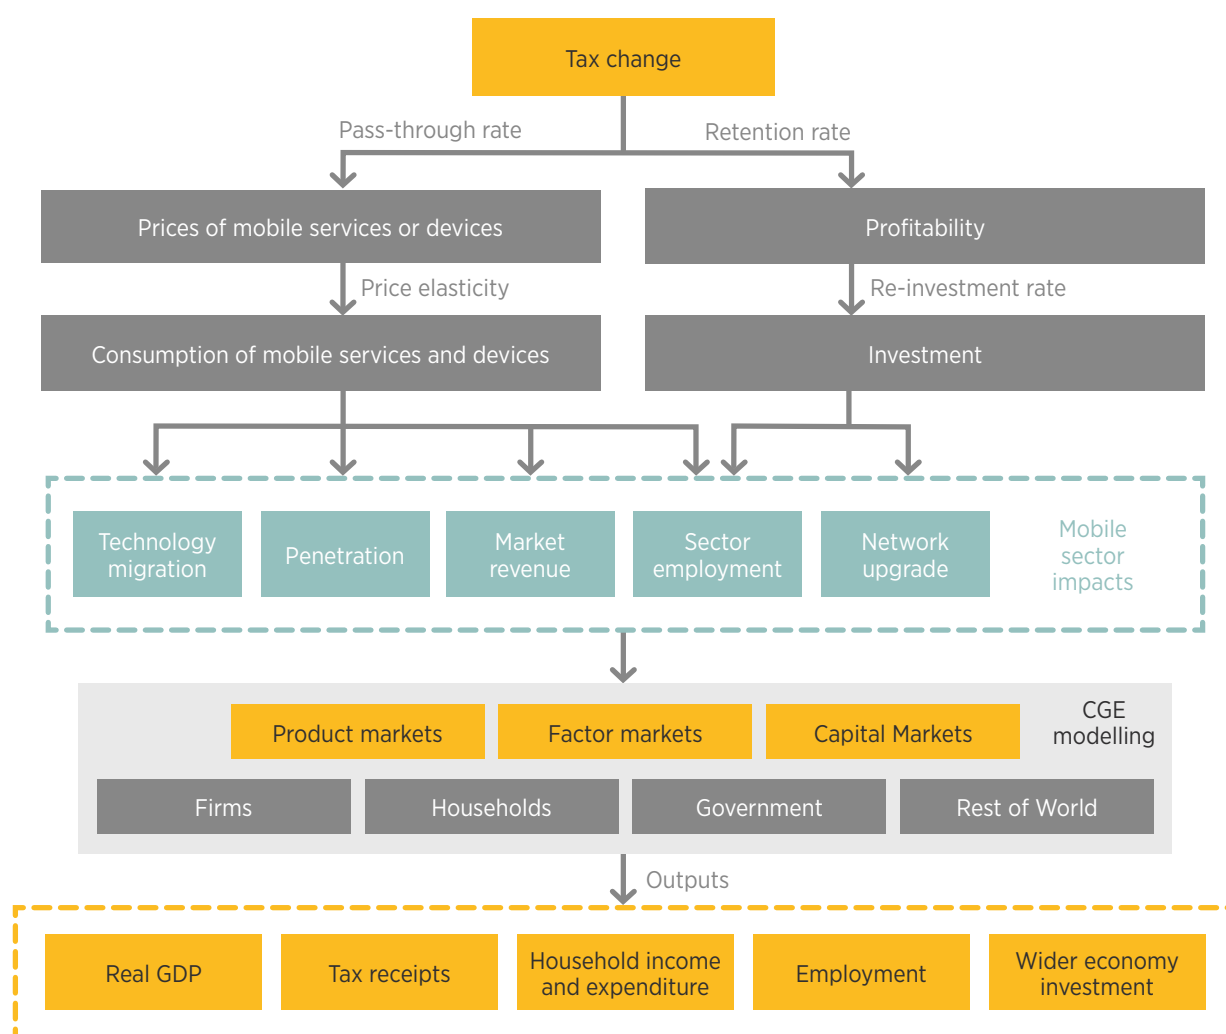 Tax change
Pass-through rate
Retention rate
Prices of mobile services or devices
Profitability
Price elasticity
Re-investment rate
Consumption of mobile services and devices
Investment
Technology
migration
Penetration
Market
revenue
Sector
employment
Network
upgrade
Mobile
sector
impacts
Product markets
Factor markets
Capital Markets
CGE
modelling
Firms
Households
Government
Rest of World
Outputs
Real GDP
Tax receipts
Household income
and expenditure
Employment
Wider economy
investment